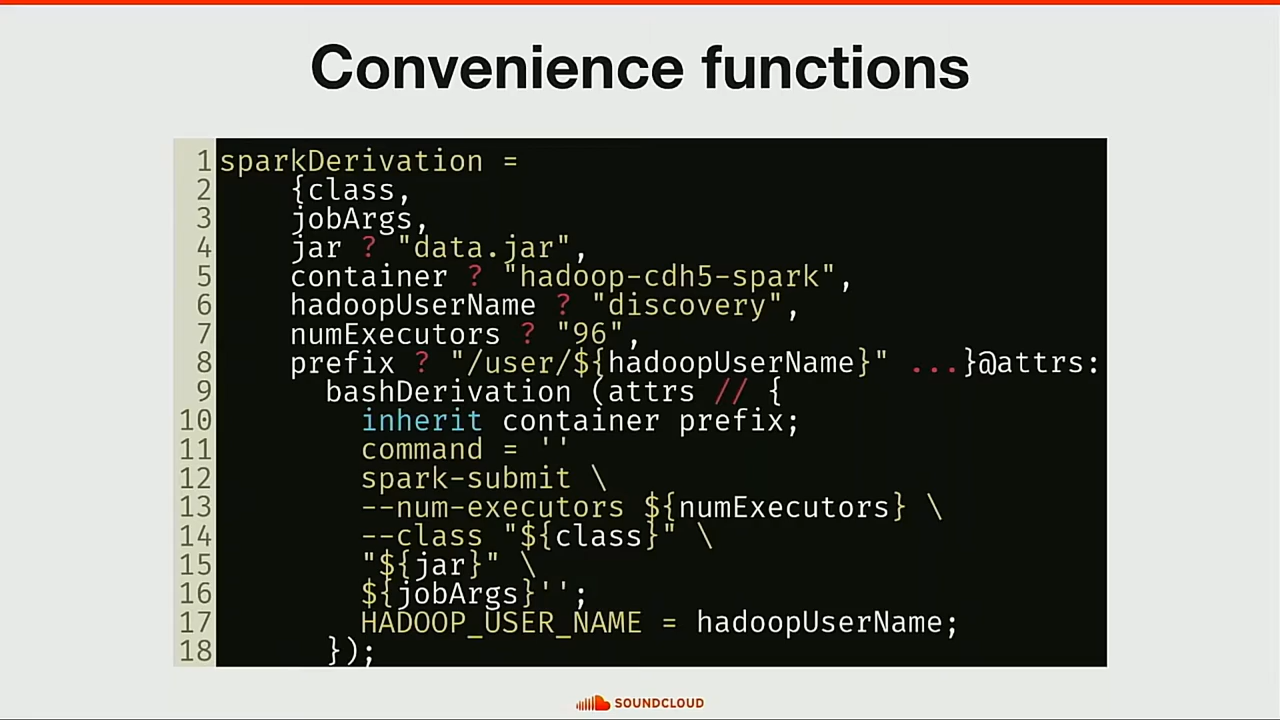 Convenience functions
1 sparkDerivation =
2 {class,
3 jobArgs,
4 jar ? "data.jar",
5 container ? "hadoop-cdh5-spark",
6 hadoopUserName ? "discovery",
7 numExecutors ? "96",
8 prefix ? "/user/${hadoopUserName}" ...}@attrs:
9 bashDerivation (attrs // {
10 inherit container prefix;
11 command = ''
12 spark-submit \
13 --num-executors ${numExecutors} \
14 --class "${class}" \
15 "${jar}" \
16 ${jobArgs}'';
17 HADOOP_USER_NAME = hadoopUserName;
18 });
SOUNDCLOUD